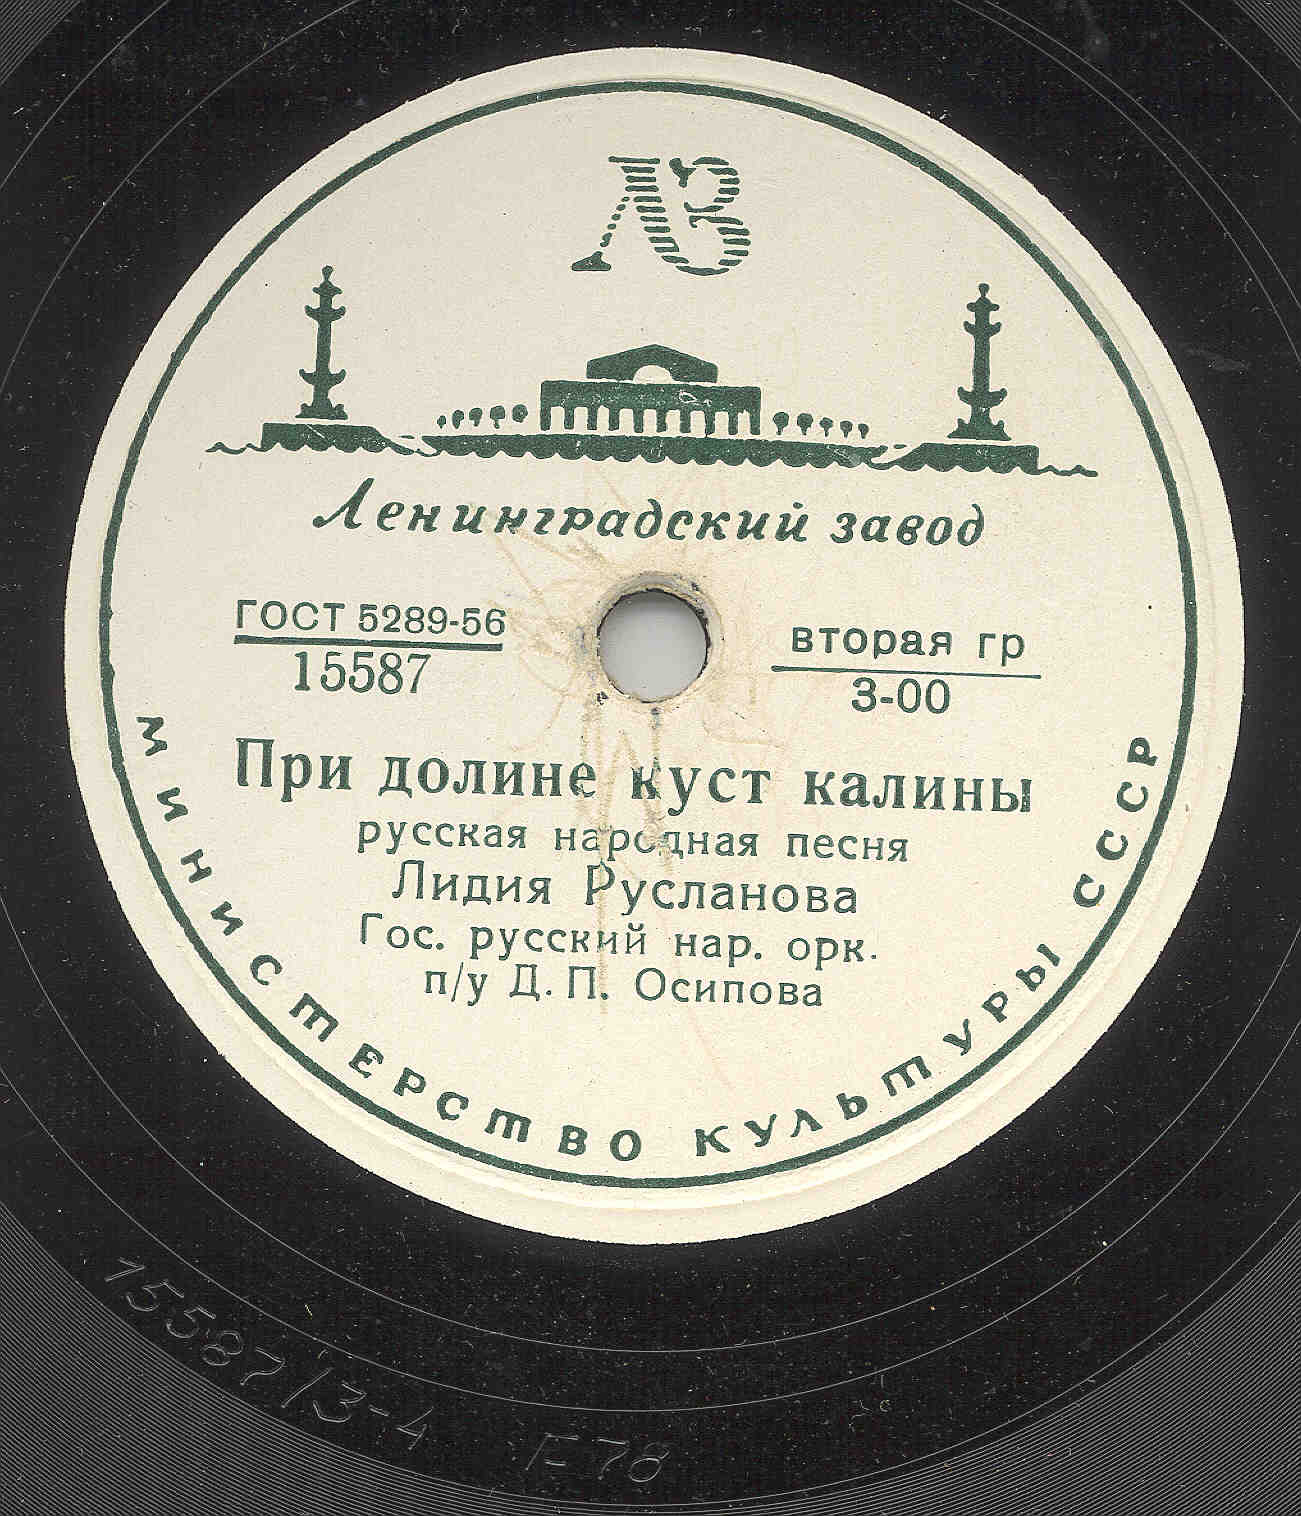 ЛЗ
Ленинградский завод
ГОСТ 5289-56
15587
вторая гр
3-00
При долине куст калины
русская народная песня
Лидия Русланова
Гос. русский нар. орк.
п/у Д. П. Осипова
МИНИСТЕРСТВО КУЛЬТУРЫ СССР
15587/3-4 F78